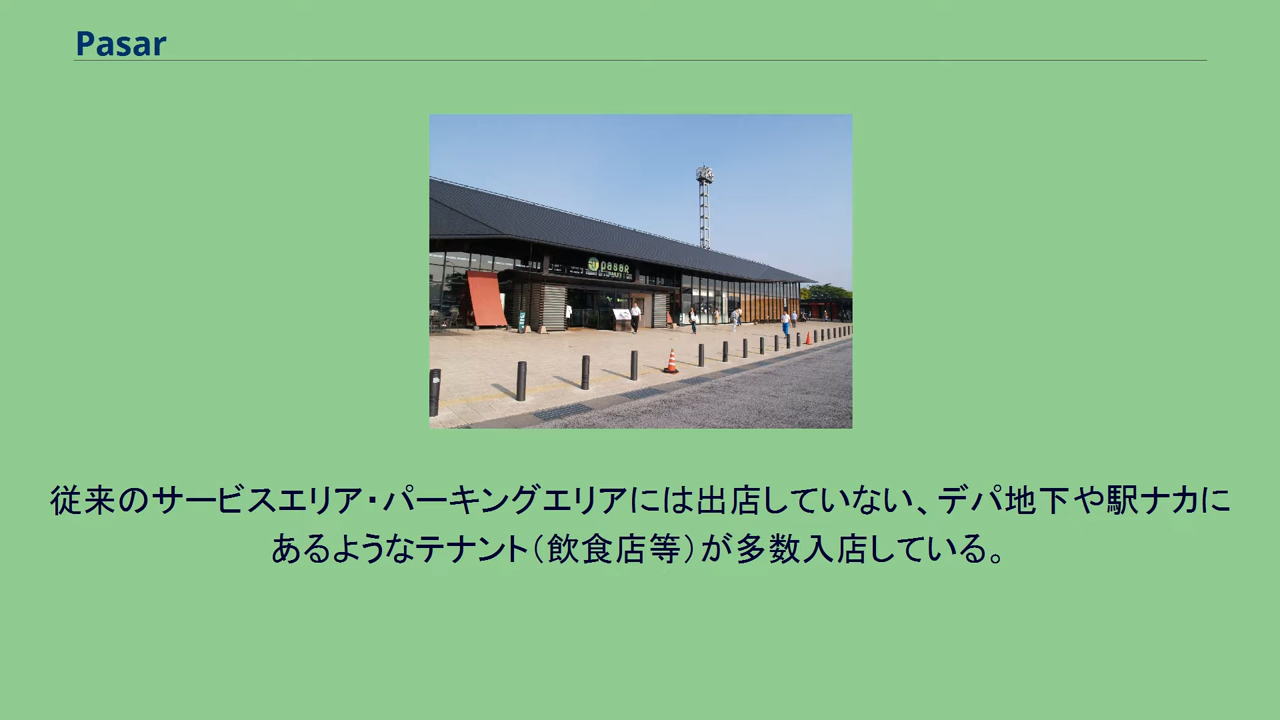 Pasar
pasar
従来のサービスエリア・パーキングエリアには出店していない、デパ地下や駅ナカに
あるようなテナント（飲食店等）が多数入店している。